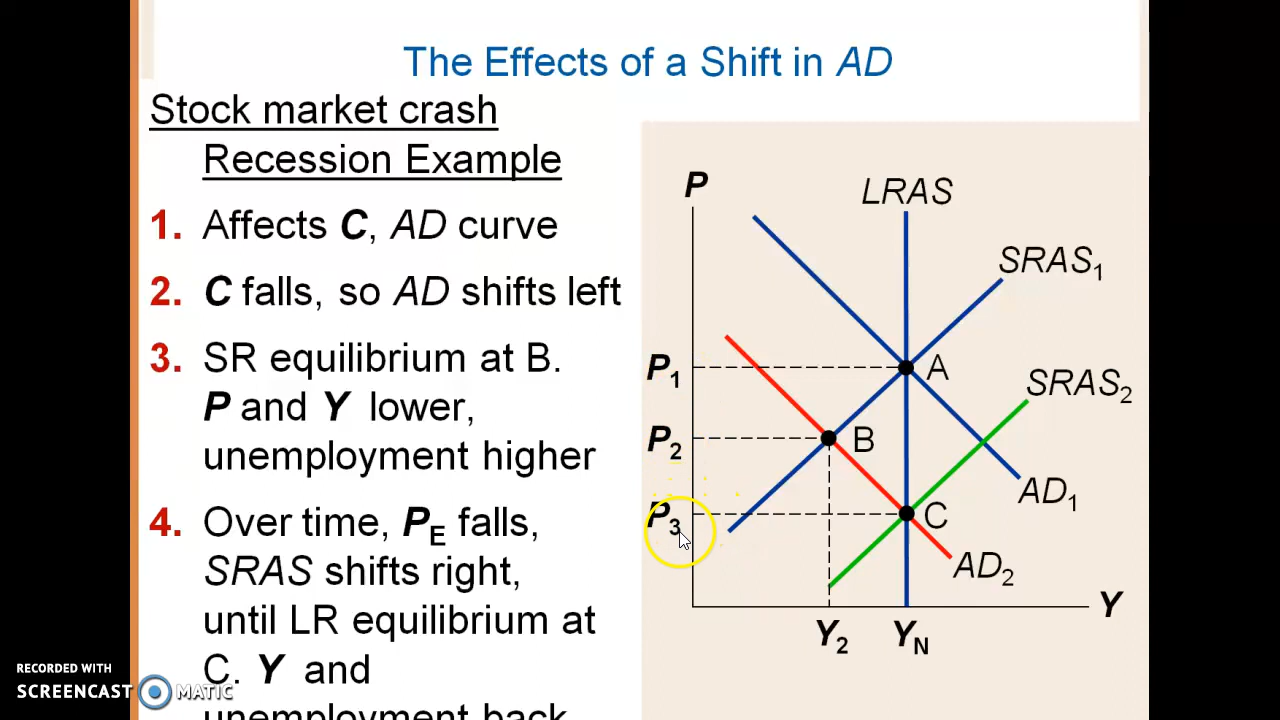 The Effects of a Shift in AD
Stock market crash
Recession Example
1. Affects C, AD curve
2. C falls, so AD shifts left
3. SR equilibrium at B.
P and Y lower,
unemployment higher
4. Over time, PE falls,
SRAS shifts right,
until LR equilibrium at
C. Y and
unemployment back
P
LRAS
SRAS1
P1
A
SRAS2
P2
B
AD1
P3
C
AD2
Y
Y2
YN
RECORDED WITH
SCREENCAST MATIC